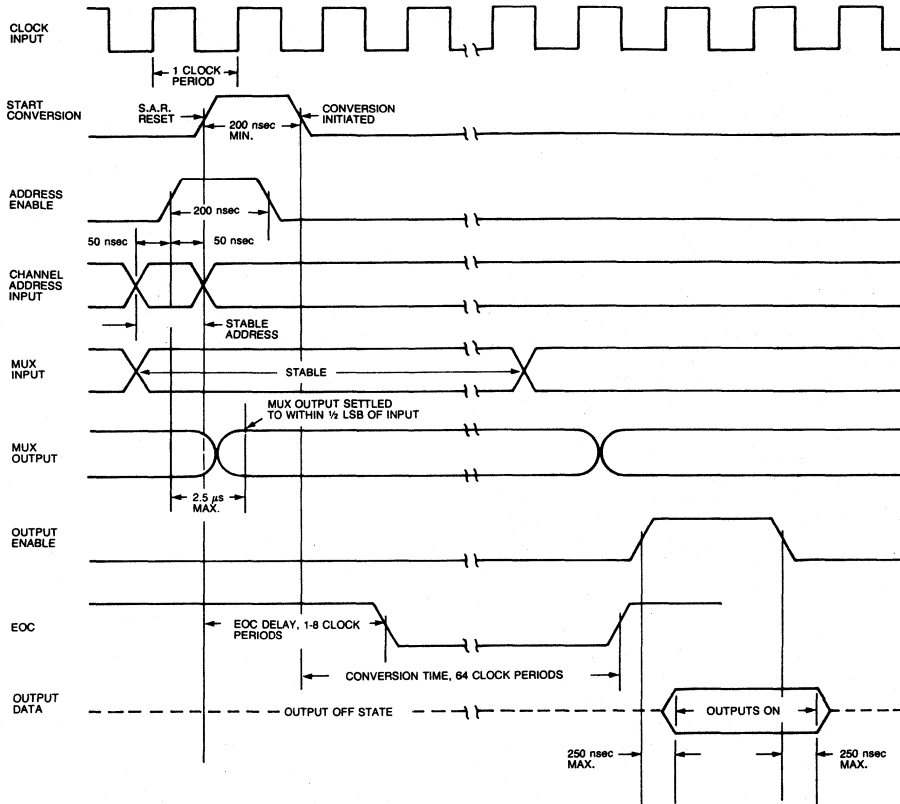 CLOCK
INPUT
1 CLOCK
PERIOD
START
CONVERSION
S.A.R.
RESET
200 nsec
MIN.
CONVERSION
INITIATED
ADDRESS
ENABLE
200 nsec
50 nsec
50 nsec
CHANNEL
ADDRESS
INPUT
STABLE
ADDRESS
MUX
INPUT
STABLE
MUX OUTPUT SETTLED
TO WITHIN ½ LSB OF INPUT
MUX
OUTPUT
2.5 μs
MAX.
OUTPUT
ENABLE
EOC
EOC DELAY, 1-8 CLOCK
PERIODS
CONVERSION TIME, 64 CLOCK PERIODS
OUTPUT
DATA
OUTPUT OFF STATE
OUTPUTS ON
250 nsec
MAX.
250 nsec
MAX.